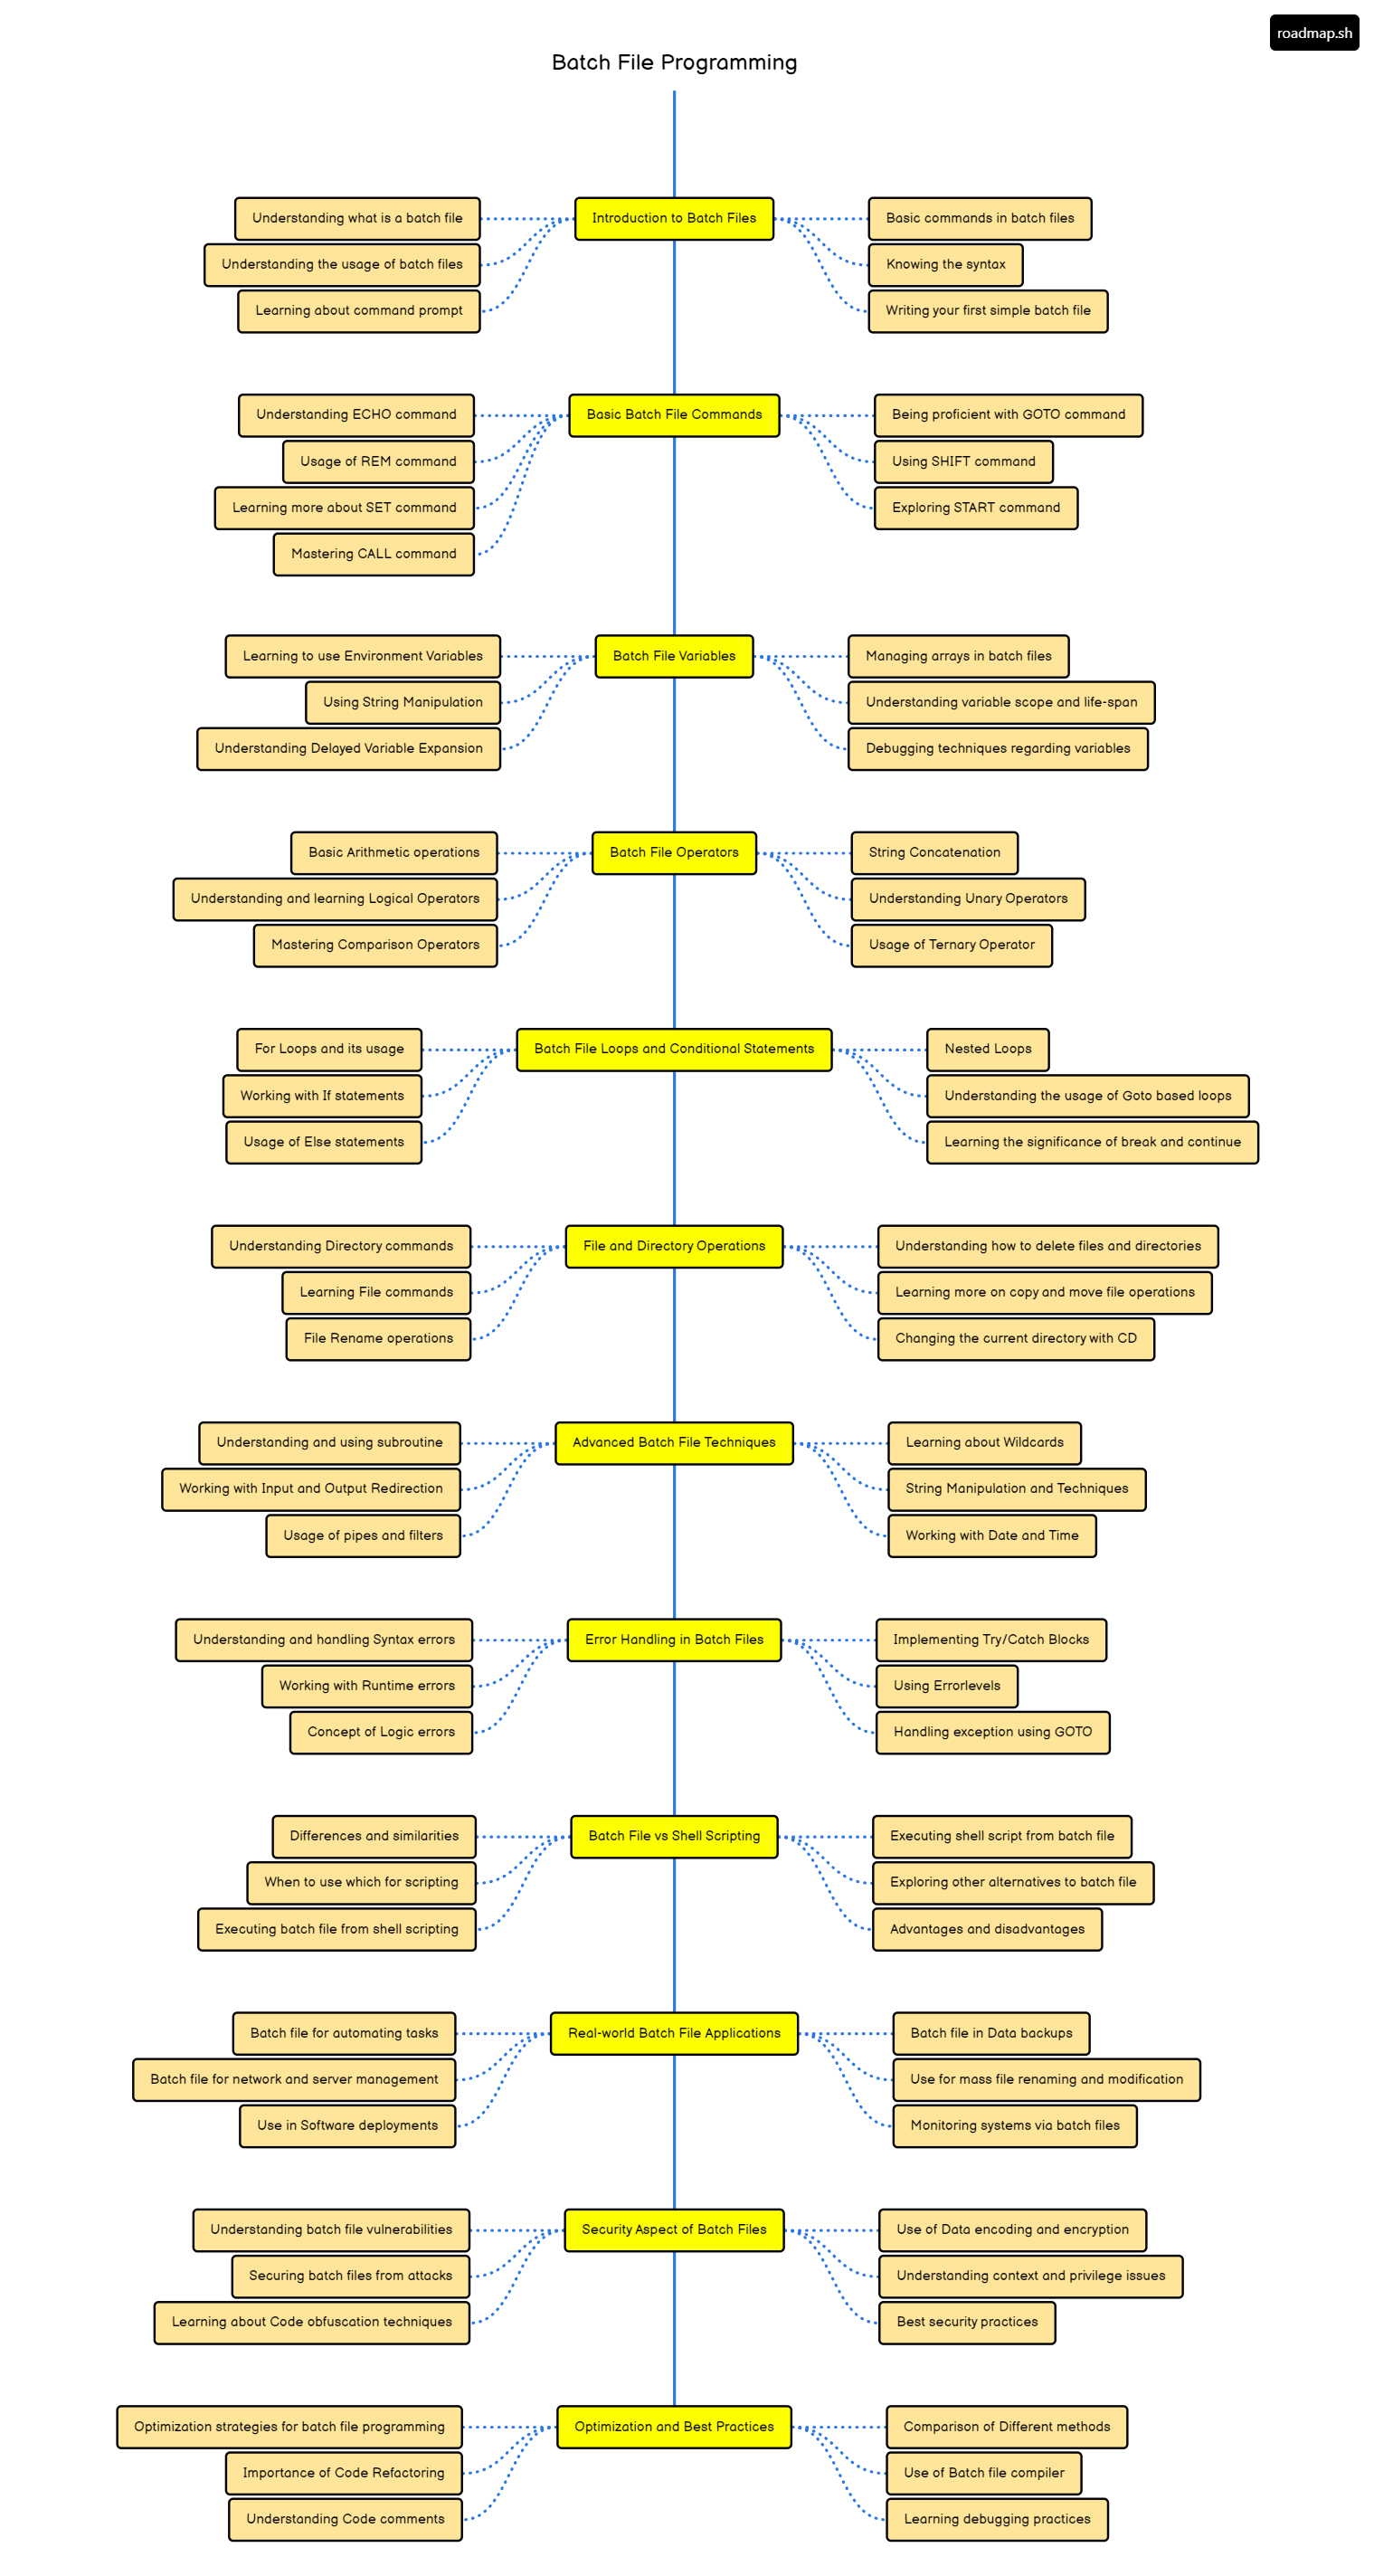 roadmap.sh
Batch File Programming
Introduction to Batch Files
Understanding what is a batch file
Understanding the usage of batch files
Learning about command prompt
Basic commands in batch files
Knowing the syntax
Writing your first simple batch file
Basic Batch File Commands
Understanding ECHO command
Usage of REM command
Learning more about SET command
Mastering CALL command
Being proficient with GOTO command
Using SHIFT command
Exploring START command
Batch File Variables
Learning to use Environment Variables
Using String Manipulation
Understanding Delayed Variable Expansion
Managing arrays in batch files
Understanding variable scope and life-span
Debugging techniques regarding variables
Batch File Operators
Basic Arithmetic operations
Understanding and learning Logical Operators
Mastering Comparison Operators
String Concatenation
Understanding Unary Operators
Usage of Ternary Operator
Batch File Loops and Conditional Statements
For Loops and its usage
Working with If statements
Usage of Else statements
Nested Loops
Understanding the usage of Goto based loops
Learning the significance of break and continue
File and Directory Operations
Understanding Directory commands
Learning File commands
File Rename operations
Understanding how to delete files and directories
Learning more on copy and move file operations
Changing the current directory with CD
Advanced Batch File Techniques
Understanding and using subroutine
Working with Input and Output Redirection
Usage of pipes and filters
Learning about Wildcards
String Manipulation and Techniques
Working with Date and Time
Error Handling in Batch Files
Understanding and handling Syntax errors
Working with Runtime errors
Concept of Logic errors
Implementing Try/Catch Blocks
Using Errorlevels
Handling exception using GOTO
Batch File vs Shell Scripting
Differences and similarities
When to use which for scripting
Executing batch file from shell scripting
Executing shell script from batch file
Exploring other alternatives to batch file
Advantages and disadvantages
Real-world Batch File Applications
Batch file for automating tasks
Batch file for network and server management
Use in Software deployments
Batch file in Data backups
Use for mass file renaming and modification
Monitoring systems via batch files
Security Aspect of Batch Files
Understanding batch file vulnerabilities
Securing batch files from attacks
Learning about Code obfuscation techniques
Use of Data encoding and encryption
Understanding context and privilege issues
Best security practices
Optimization and Best Practices
Optimization strategies for batch file programming
Importance of Code Refactoring
Understanding Code comments
Comparison of Different methods
Use of Batch file compiler
Learning debugging practices